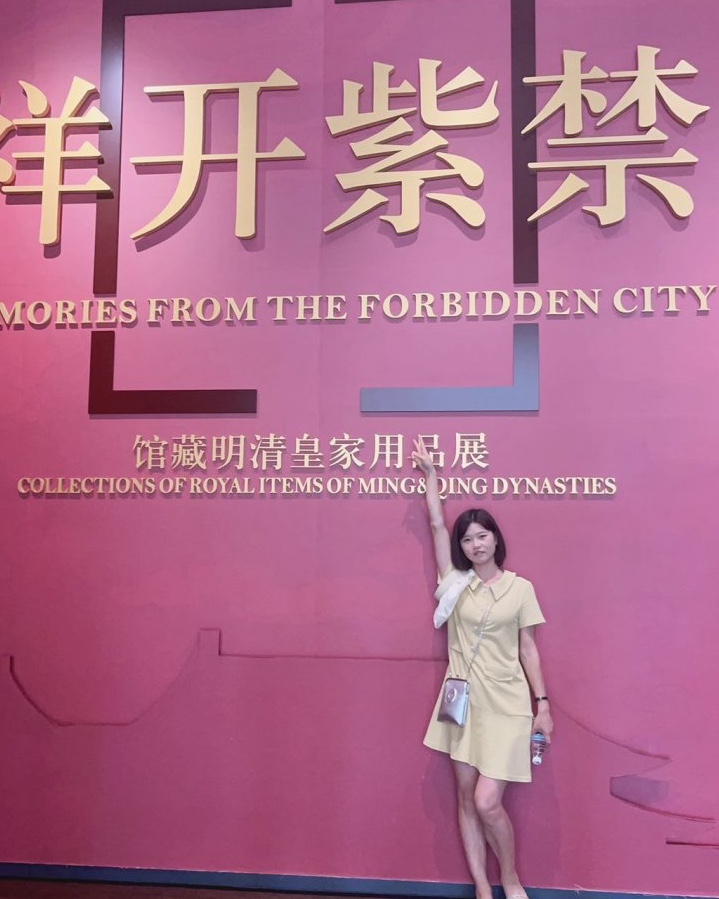 祥开紫禁
MORIES FROM THE FORBIDDEN CITY
馆藏明清皇家用品展
COLLECTIONS OF ROYAL ITEMS OF MING&QING DYNASTIES